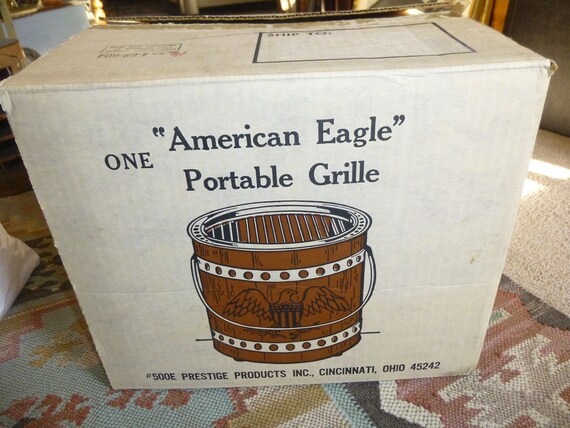 SHIP TO:
ONE "American Eagle"
Portable Grille
#500E PRESTIGE PRODUCTS INC., CINCINNATI, OHIO 45242